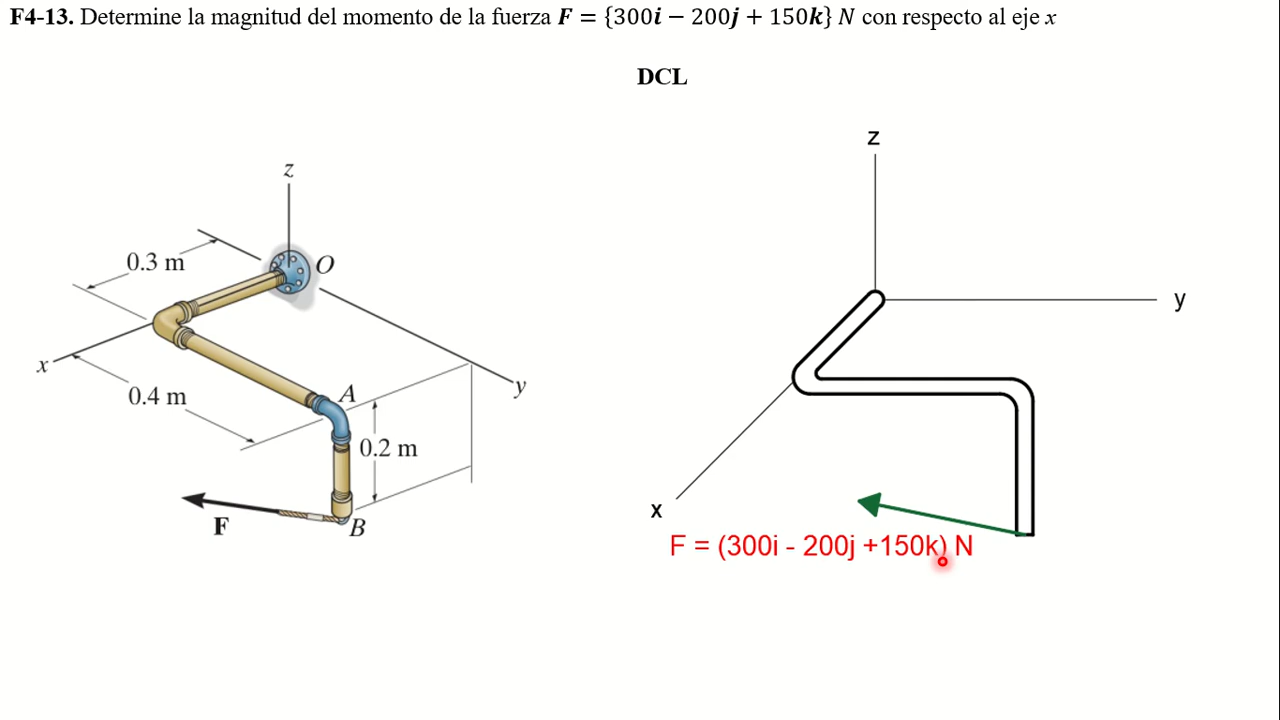 F4-13. Determine la magnitud del momento de la fuerza F = {300i − 200j + 150k} N con respecto al eje x
DCL
z
z
0.3 m
O
y
x
0.4 m
A
y
0.2 m
x
F
B
F = (300i - 200j +150k) N